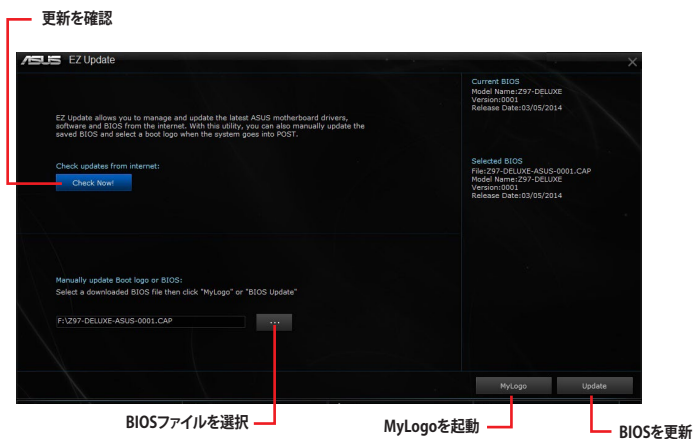 更新を確認
ASUS EZ Update
EZ Update allows you to manage and update the latest ASUS motherboard drivers,
software and BIOS from the internet. With this utility, you can also manually update the
saved BIOS and select a boot logo when the system goes into POST.
Check updates from internet:
Check Now!
Manually update Boot logo or BIOS:
Select a downloaded BIOS file then click "MyLogo" or "BIOS Update"
F:\Z97-DELUXE-ASUS-0001.CAP
...
Current BIOS
Model Name:Z97-DELUXE
Version:0001
Release Date:03/05/2014
Selected BIOS
File:Z97-DELUXE-ASUS-0001.CAP
Model Name:Z97-DELUXE
Version:0001
Release Date:03/05/2014
MyLogo
Update
BIOSファイルを選択
MyLogoを起動
BIOSを更新